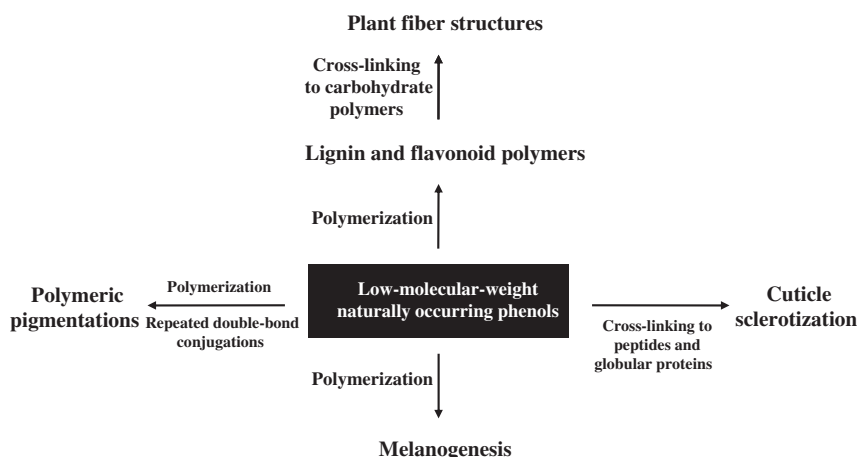 Plant fiber structures
Cross-linking
to carbohydrate
polymers
Lignin and flavonoid polymers
Polymerization
Polymeric
pigmentations
Polymerization
Repeated double-bond
conjugations
Low-molecular-weight
naturally occurring phenols
Cross-linking to
peptides and
globular proteins
Cuticle
sclerotization
Polymerization
Melanogenesis